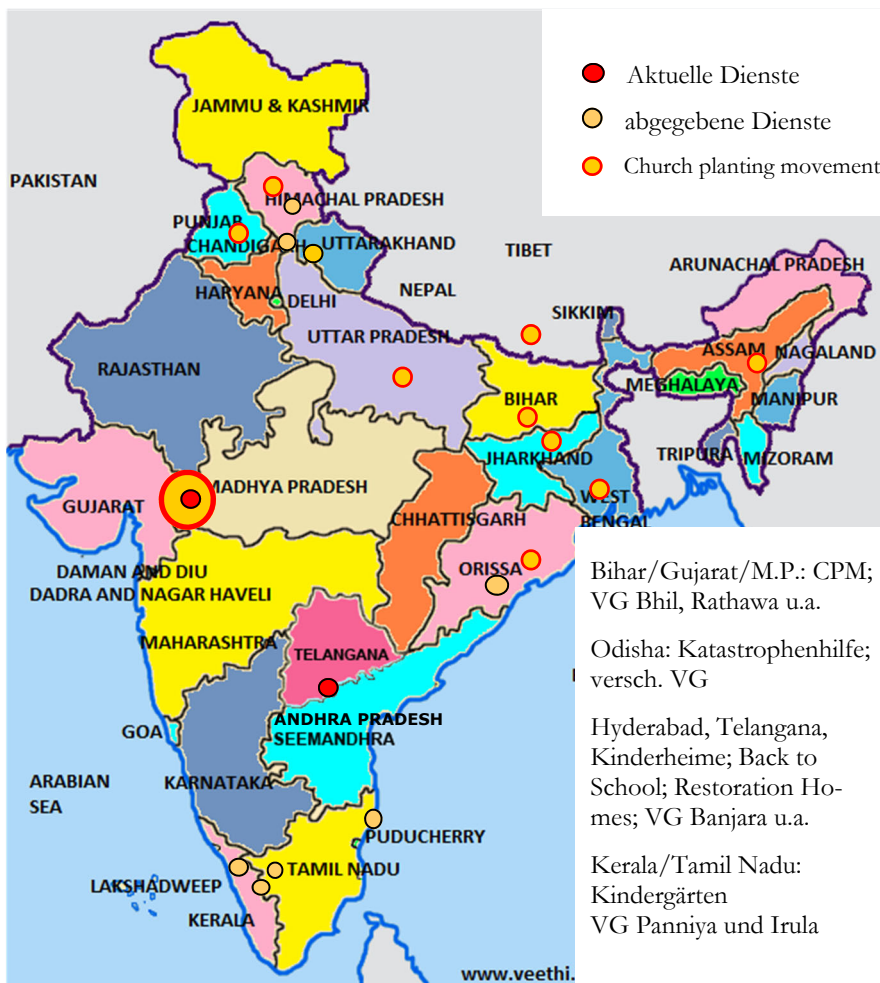 Aktuelle Dienste
abgegebene Dienste
Church planting movement
JAMMU & KASHMIR
PAKISTAN
HIMACHAL PRADESH
PUNJAB
CHANDIGARH
UTTARAKHAND
TIBET
ARUNACHAL PRADESH
HARYANA
DELHI
NEPAL
SIKKIM
UTTAR PRADESH
ASSAM
NAGALAND
RAJASTHAN
MEGHALAYA
MANIPUR
BIHAR
JHARKHAND
TRIPURA
MIZORAM
GUJARAT
MADHYA PRADESH
WEST
BENGAL
CHHATTISGARH
ORISSA
DAMAN AND DIU
DADRA AND NAGAR HAVELI
MAHARASHTRA
TELANGANA
ANDHRA PRADESH
SEEMANDHRA
GOA
KARNATAKA
ARABIAN
SEA
PUDUCHERRY
TAMIL NADU
LAKSHADWEEP
KERALA
www.veethi.
Bihar/Gujarat/M.P.: CPM;
VG Bhil, Rathawa u.a.
Odisha: Katastrophenhilfe;
versch. VG
Hyderabad, Telangana,
Kinderheime; Back to
School; Restoration Ho-
mes; VG Banjara u.a.
Kerala/Tamil Nadu:
Kindergärten
VG Panniya und Irula